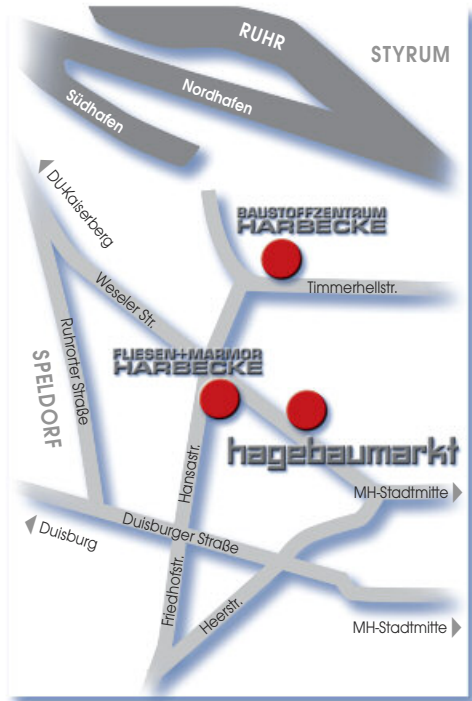 RUHR
STYRUM
Nordhafen
Südhafen
DU-Kaiserberg
BAUSTOFFZENTRUM
HARBECKE
Timmerhellstr.
Weseler Str.
Ruhrorter Straße
SPELDORF
FLIESEN+MARMOR
HARBECKE
hagebaumarkt
Hansastr.
MH-Stadtmitte
Duisburg
Duisburger Straße
Friedhofstr.
Heerstr.
MH-Stadtmitte